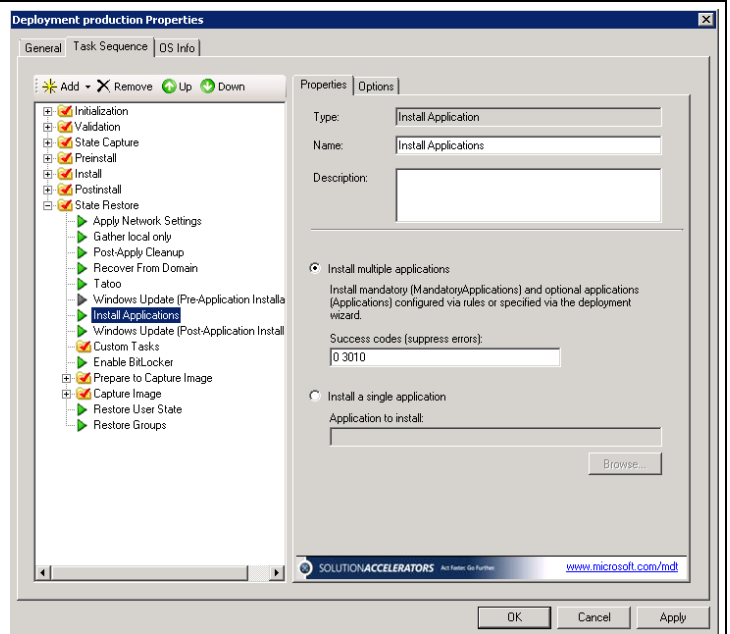 Deployment production Properties
General Task Sequence OS Info
Add Remove Up Down
Initialization
Validation
State Capture
Preinstall
Install
Postinstall
State Restore
Apply Network Settings
Gather local only
Post-Apply Cleanup
Recover From Domain
Tatoo
Windows Update (Pre-Application Installa
Install Applications
Windows Update (Post-Application Install
Custom Tasks
Enable BitLocker
Prepare to Capture Image
Capture Image
Restore User State
Restore Groups
Properties Options
Type: Install Application
Name: Install Applications
Description:
Install multiple applications
Install mandatory (MandatoryApplications) and optional applications
(Applications) configured via rules or specified via the deployment
wizard.
Success codes (suppress errors):
0 3010
Install a single application
Application to install:
Browse...
SOLUTIONACCELERATORS Act Faster. Go Further. www.microsoft.com/mdt
OK Cancel Apply